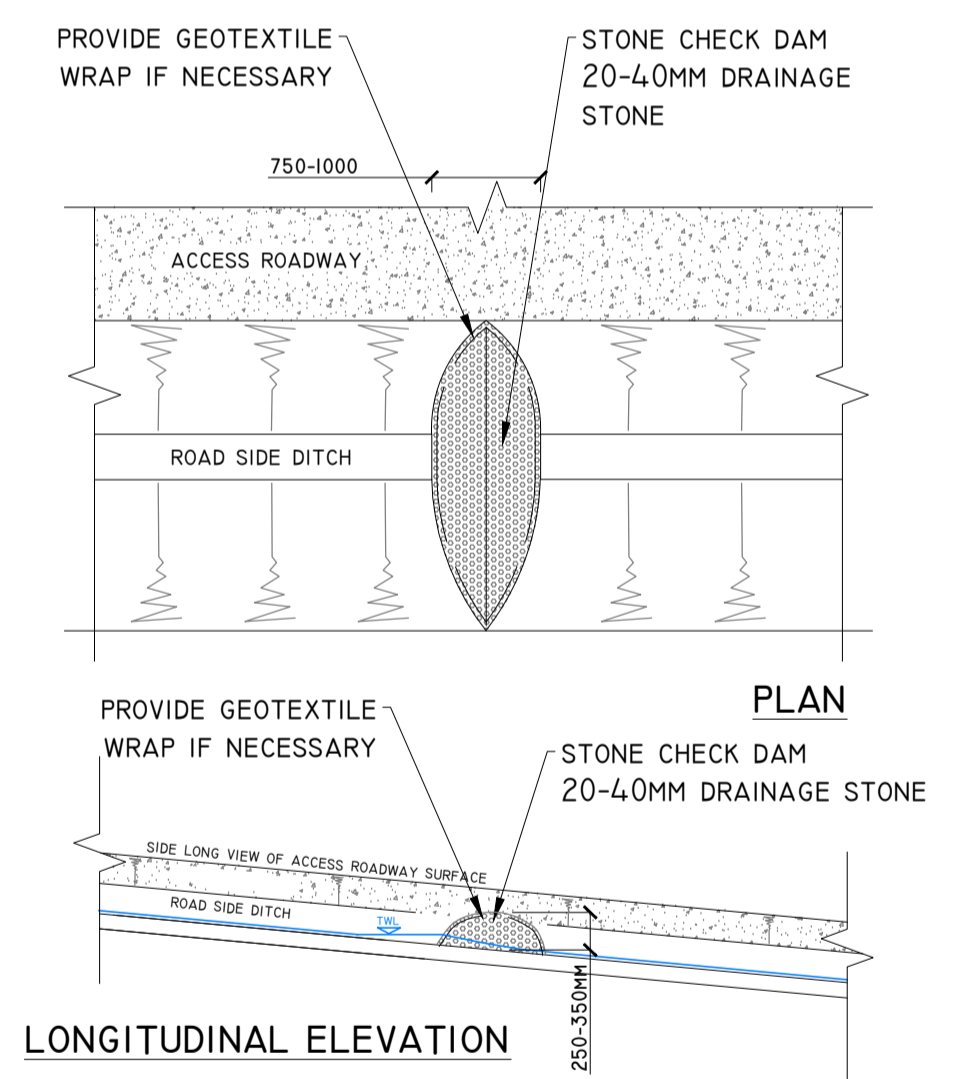 PROVIDE GEOTEXTILE
WRAP IF NECESSARY
STONE CHECK DAM
20-40MM DRAINAGE
STONE
750-1000
ACCESS ROADWAY
ROAD SIDE DITCH
PLAN
PROVIDE GEOTEXTILE
WRAP IF NECESSARY
STONE CHECK DAM
20-40MM DRAINAGE STONE
SIDE LONG VIEW OF ACCESS ROADWAY SURFACE
ROAD SIDE DITCH
TWL
250-350MM
LONGITUDINAL ELEVATION